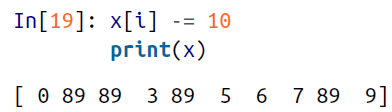 In[19]: x[i] -= 10
print(x)
[ 0 89 89  3 89  5  6  7 89  9]